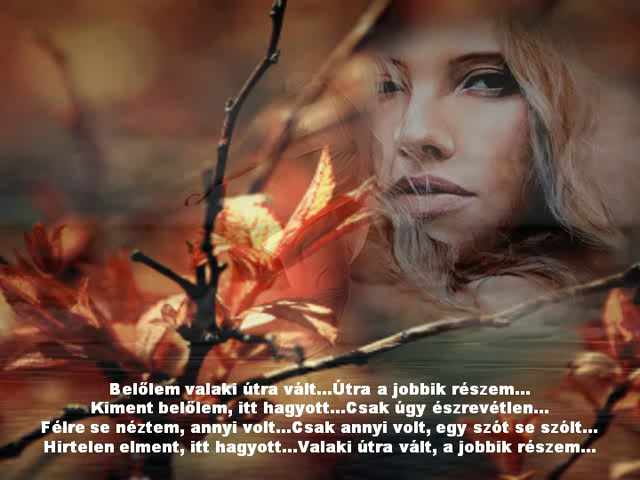 Belőlem valaki útra vált...Útra a jobbik részem...
Kiment belőlem, itt hagyott...Csak úgy észrevétlen...
Félre se néztem, annyi volt...Csak annyi volt, egy szót se szólt...
Hirtelen elment, itt hagyott...Valaki útra vált, a jobbik részem...